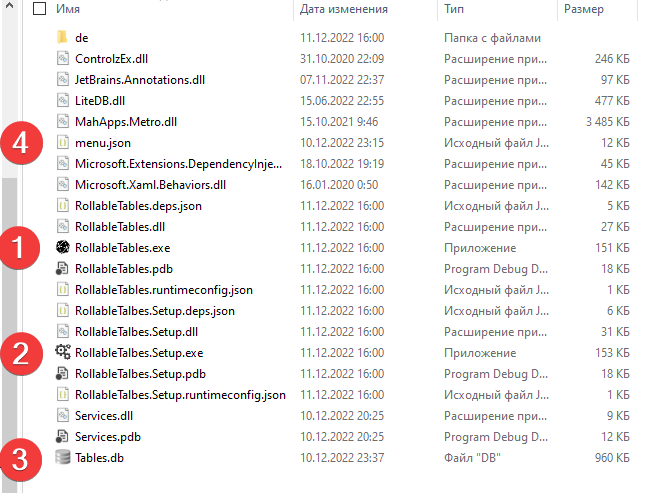 Имя Дата изменения Тип Размер
de 11.12.2022 16:00 Папка с файлами
ControlzEx.dll 31.10.2020 22:09 Расширение при... 246 КБ
JetBrains.Annotations.dll 07.11.2022 22:37 Расширение при... 97 КБ
LiteDB.dll 15.06.2022 22:55 Расширение при... 477 КБ
MahApps.Metro.dll 15.10.2021 9:46 Расширение при... 3 485 КБ
4 menu.json 10.12.2022 23:15 Исходный файл J... 12 КБ
Microsoft.Extensions.DependencyInje... 18.10.2022 19:19 Расширение при... 45 КБ
Microsoft.Xaml.Behaviors.dll 16.01.2020 0:50 Расширение при... 142 КБ
RollableTables.deps.json 11.12.2022 16:00 Исходный файл J... 5 КБ
RollableTables.dll 11.12.2022 16:00 Расширение при... 27 КБ
1 RollableTables.exe 11.12.2022 16:00 Приложение 151 КБ
RollableTables.pdb 11.12.2022 16:00 Program Debug D... 18 КБ
RollableTables.runtimeconfig.json 11.12.2022 16:00 Исходный файл J... 1 КБ
RollableTalbes.Setup.deps.json 11.12.2022 16:00 Исходный файл J... 6 КБ
RollableTalbes.Setup.dll 11.12.2022 16:00 Расширение при... 31 КБ
2 RollableTalbes.Setup.exe 11.12.2022 16:00 Приложение 153 КБ
RollableTalbes.Setup.pdb 11.12.2022 16:00 Program Debug D... 18 КБ
RollableTalbes.Setup.runtimeconfig.json 11.12.2022 16:00 Исходный файл J... 1 КБ
Services.dll 10.12.2022 20:25 Расширение при... 9 КБ
Services.pdb 10.12.2022 20:25 Program Debug D... 12 КБ
3 Tables.db 10.12.2022 23:37 Файл "DB" 960 КБ